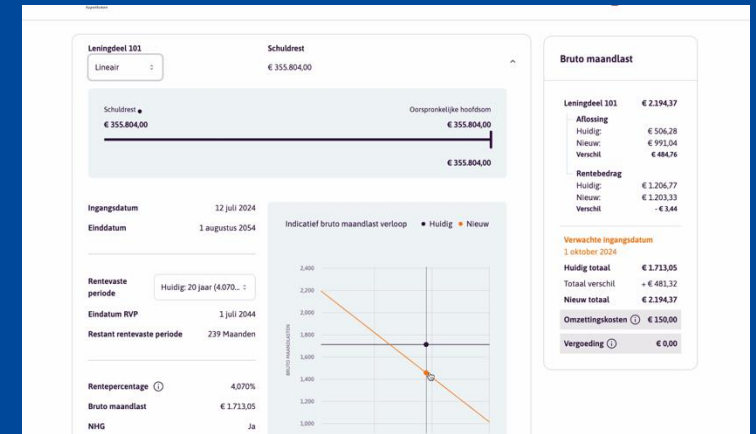 Hypotheken
Leningdeel 101
Lineair
Schuldrest
€ 355.804,00
Schuldrest
€ 355.804,00
Oorspronkelijke hoofdsom
€ 355.804,00
€ 355.804,00
Ingangsdatum 12 juli 2024
Einddatum 1 augustus 2054
Rentevaste periode Huidig: 20 jaar (4.070...
Eindatum RVP 1 juli 2044
Restant rentevaste periode 239 Maanden
Rentepercentage 4,070%
Bruto maandlast € 1.713,05
NHG Ja
Indicatief bruto maandlast verloop Huidig Nieuw
BRUTO MAANDLASTEN
2,400
2,200
2,000
1,800
1,600
1,400
1,200
1,000
Bruto maandlast
Leningdeel 101 € 2.194,37
Aflossing
Huidig: € 506,28
Nieuw: € 991,04
Verschil € 484,76
Rentebedrag
Huidig: € 1.206,77
Nieuw: € 1.203,33
Verschil - € 3,44
Verwachte ingangsdatum
1 oktober 2024
Huidig totaal € 1.713,05
Totaal verschil + € 481,32
Nieuw totaal € 2.194,37
Omzettingskosten € 150,00
Vergoeding € 0,00